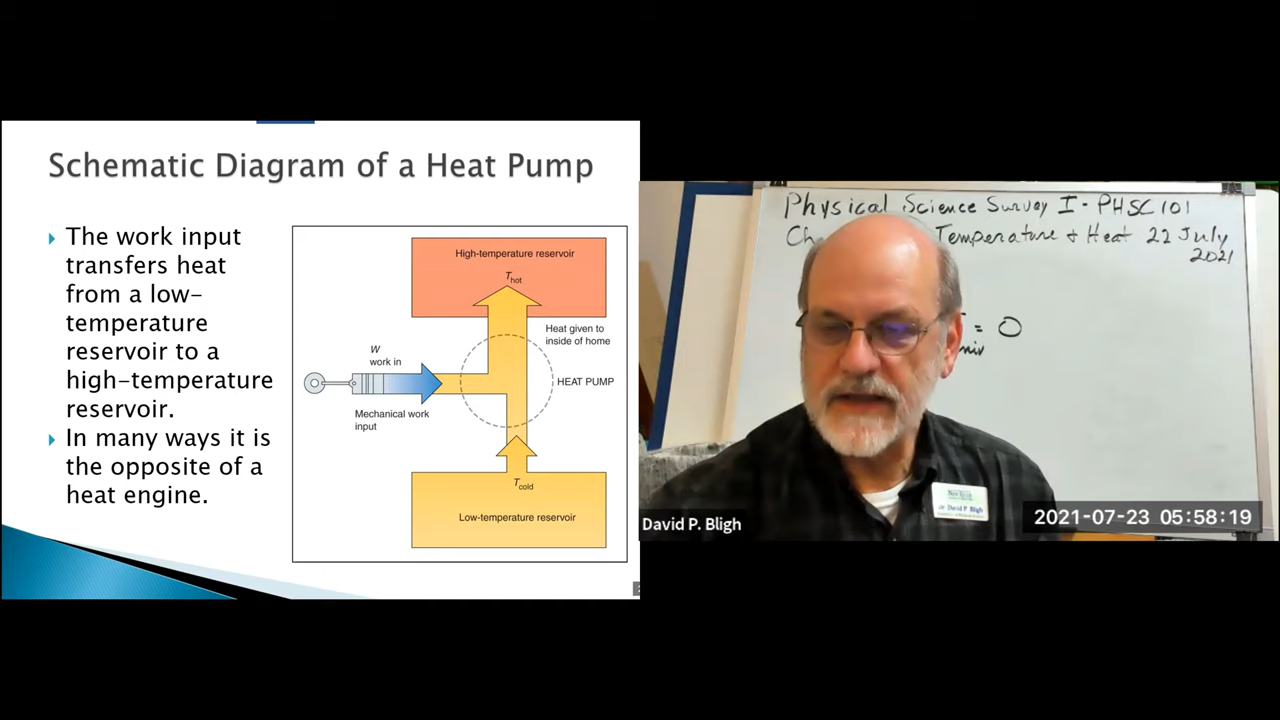 Schematic Diagram of a Heat Pump
The work input
transfers heat
from a low-
temperature
reservoir to a
high-temperature
reservoir.
In many ways it is
the opposite of a
heat engine.
High-temperature reservoir
Thot
Heat given to
inside of home
W
work in
HEAT PUMP
Mechanical work
input
Tcold
Low-temperature reservoir
Physical Science Survey I - PHSC 101
Temperature + Heat 22 July
2021
= 0
David P. Bligh
2021-07-23 05:58:19